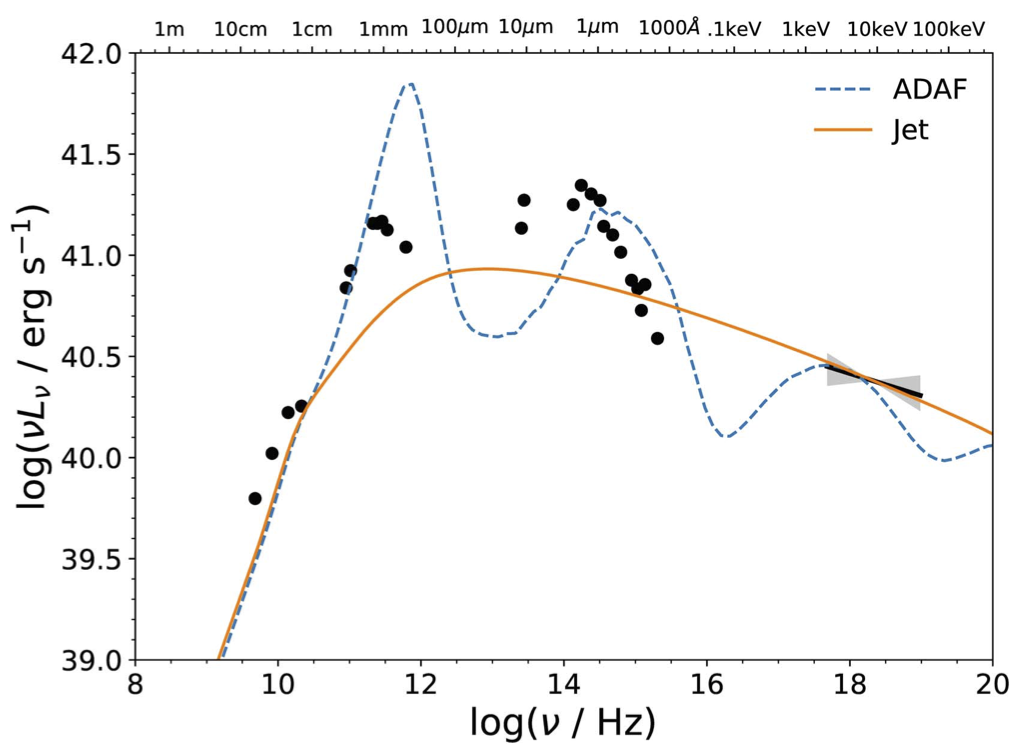 1m 10cm 1cm 1mm 100μm 10μm 1μm 1000Å .1keV 1keV 10keV 100keV
42.0
41.5
41.0
40.5
40.0
39.5
39.0
log(νLν / erg s⁻¹)
ADAF
Jet
8 10 12 14 16 18 20
log(ν / Hz)